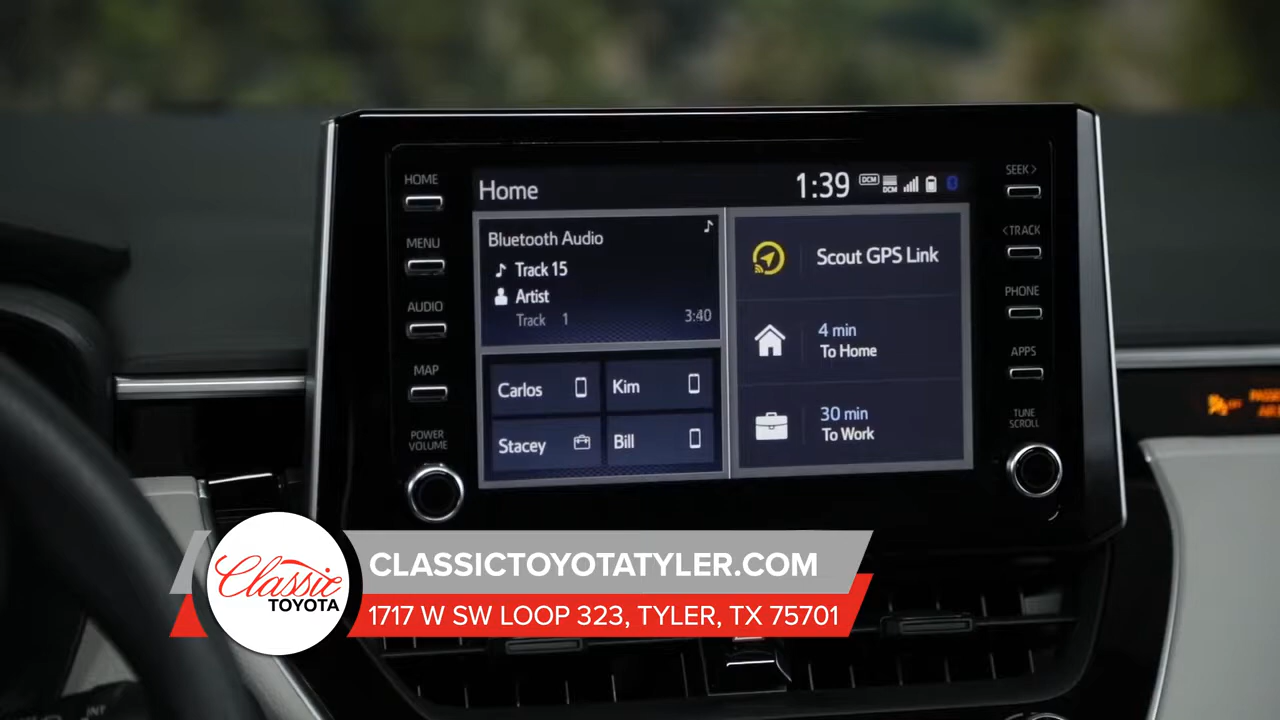 HOME
MENU
AUDIO
MAP
POWER
VOLUME
Home
1:39
DCM
DCM
Bluetooth Audio
Track 15
Artist
Track 1
3:40
Carlos
Kim
Stacey
Bill
Scout GPS Link
4 min
To Home
30 min
To Work
SEEK>
<TRACK
PHONE
APPS
TUNE
SCROLL
Classic
TOYOTA
CLASSICTOYOTATYLER.COM
1717 W SW LOOP 323, TYLER, TX 75701
INT